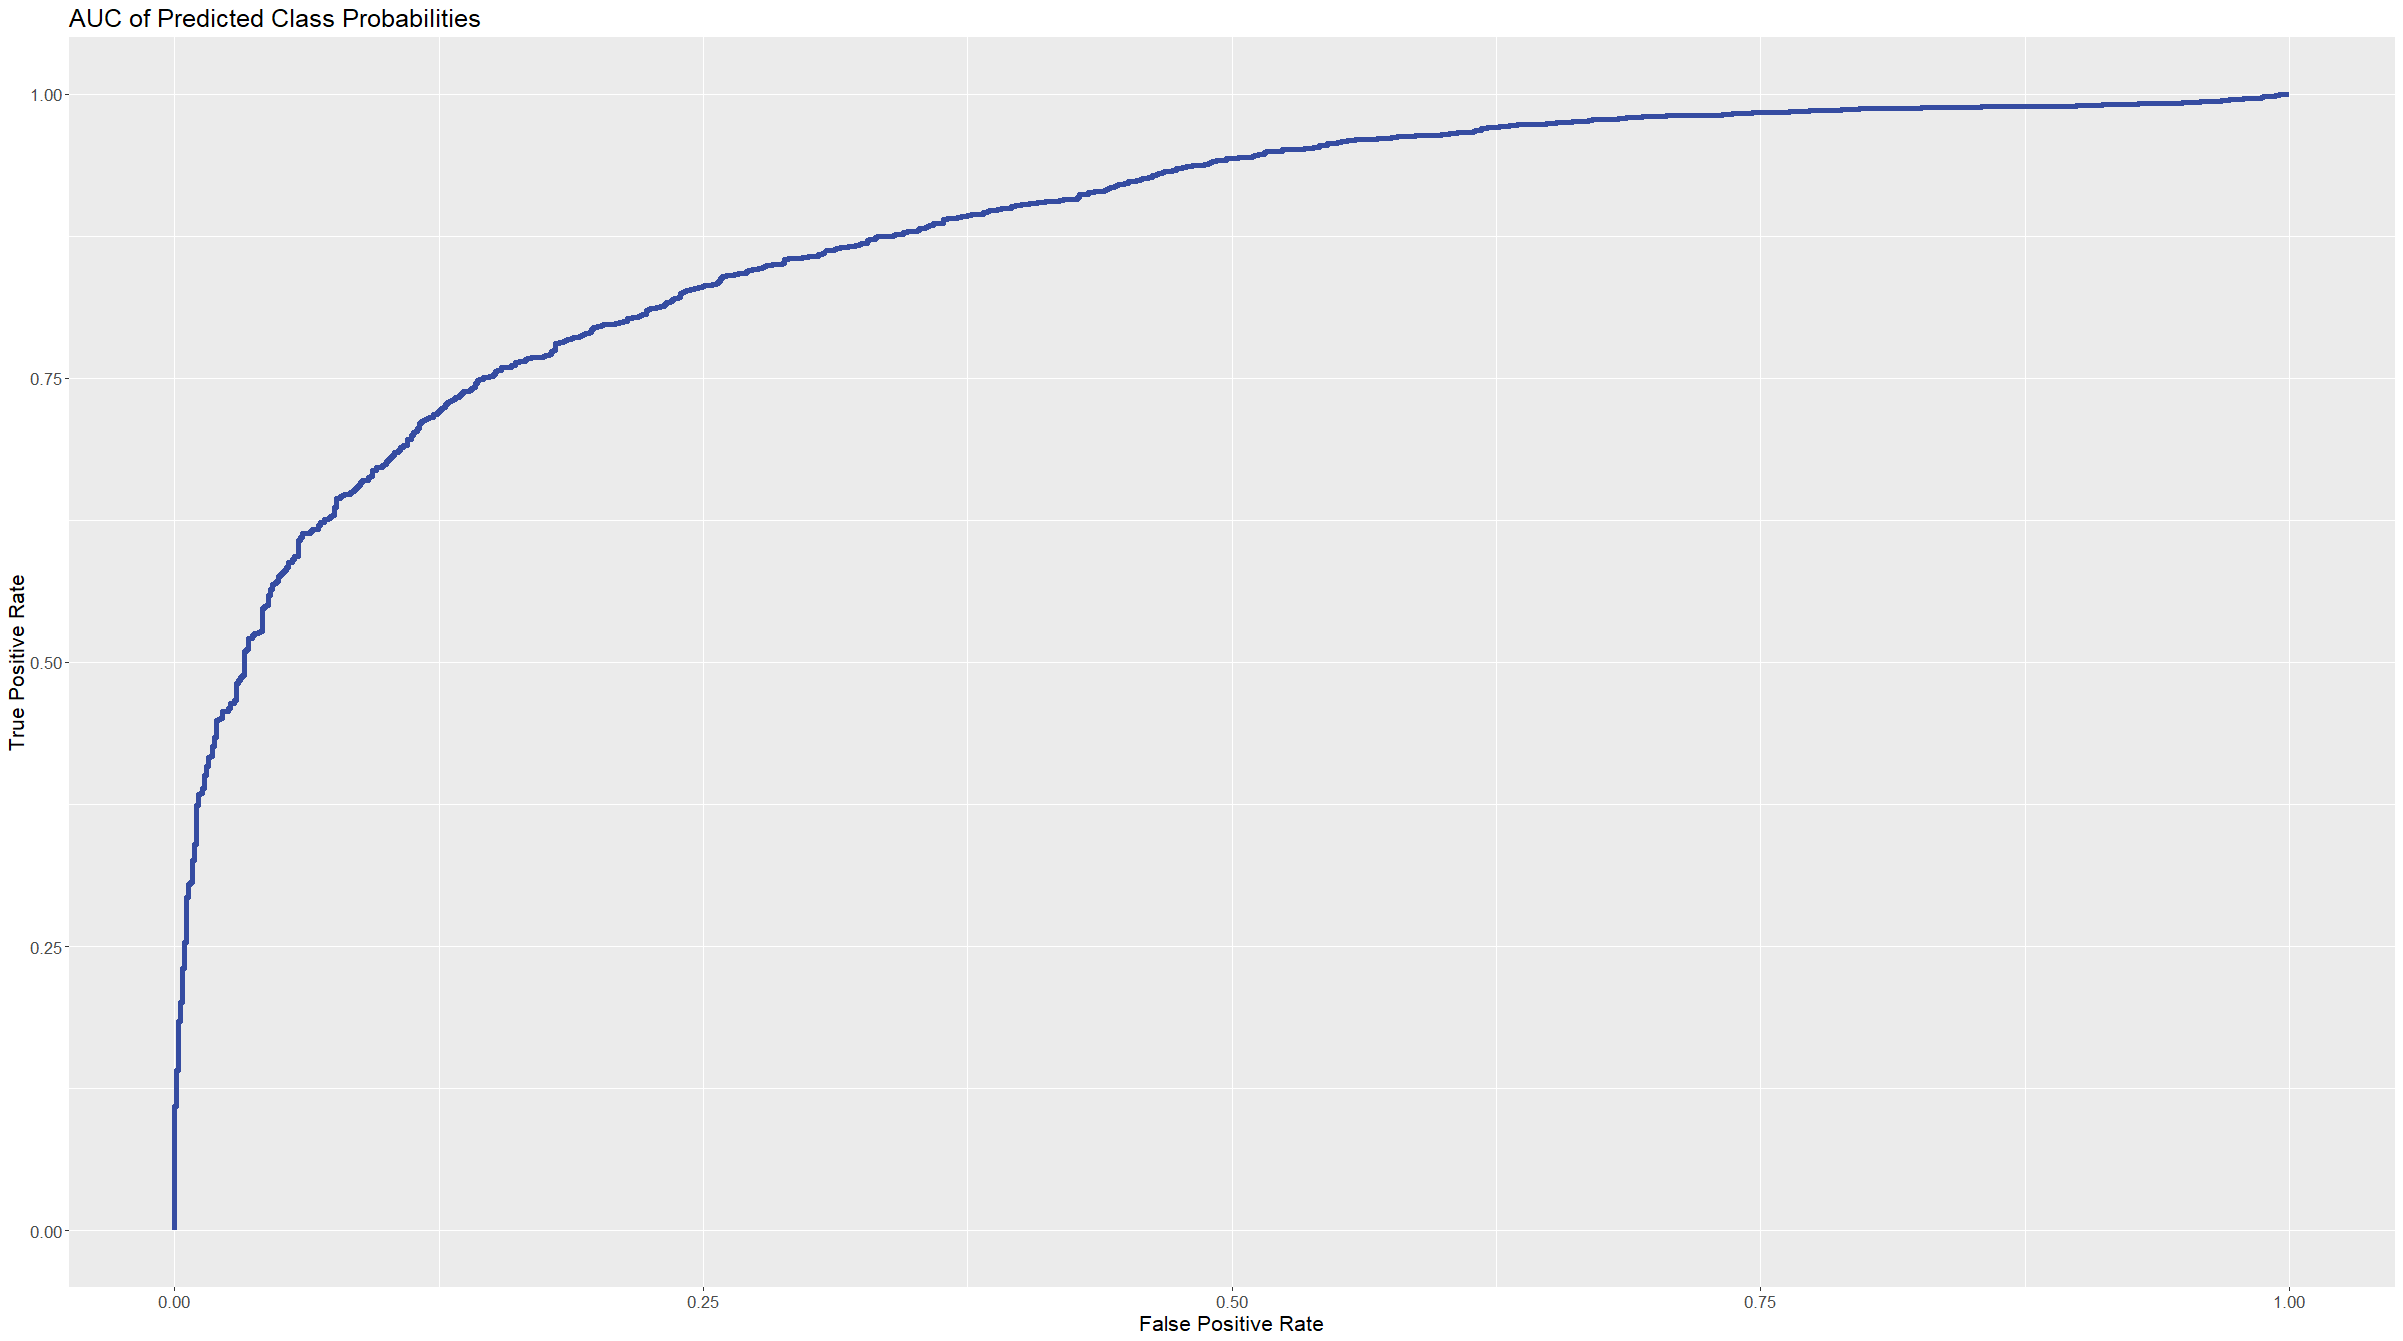 AUC of Predicted Class Probabilities
True Positive Rate
1.00
0.75
0.50
0.25
0.00
0.00 0.25 0.50 0.75 1.00
False Positive Rate